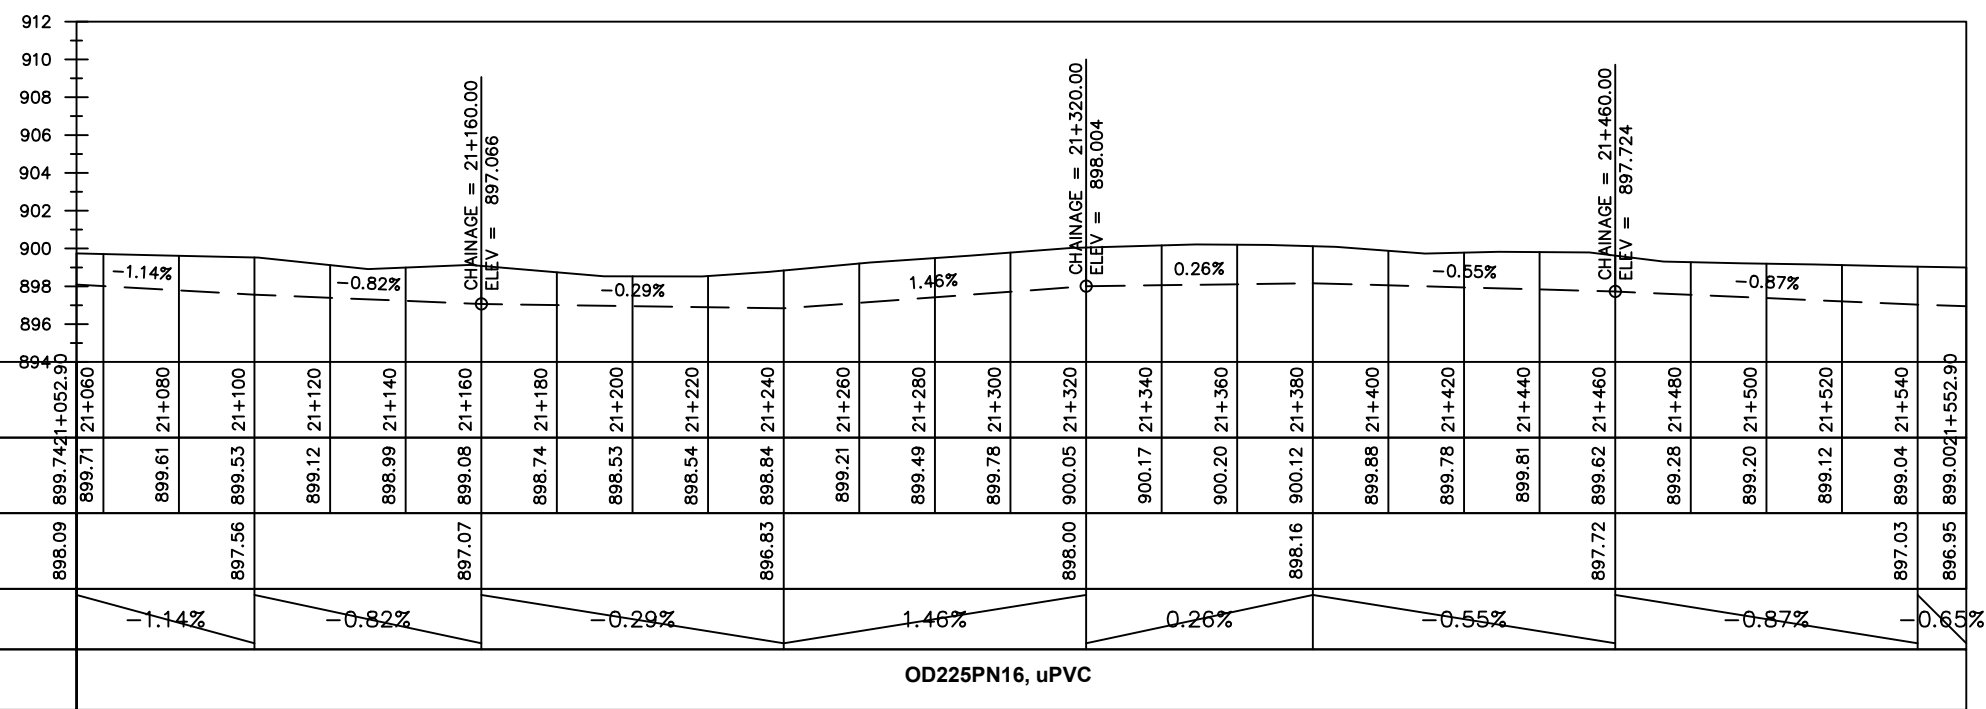 912
910
908
906
904
902
900
898
896
894
CHAINAGE = 21+160.00
ELEV = 897.066
CHAINAGE = 21+320.00
ELEV = 898.004
CHAINAGE = 21+460.00
ELEV = 897.724
-1.14%
-0.82%
-0.29%
1.46%
0.26%
-0.55%
-0.87%
21+052.90 21+060 21+080 21+100 21+120 21+140 21+160 21+180 21+200 21+220 21+240 21+260 21+280 21+300 21+320 21+340 21+360 21+380 21+400 21+420 21+440 21+460 21+480 21+500 21+520 21+540 21+552.90
899.74 899.71 899.61 899.53 899.12 898.99 899.08 898.74 898.53 898.54 898.84 899.21 899.49 899.78 900.05 900.17 900.20 900.12 899.88 899.78 899.81 899.62 899.28 899.20 899.12 899.04 899.00
898.09 897.56 897.07 896.83 898.00 898.16 897.72 897.03 896.95
-1.14% -0.82% -0.29% 1.46% 0.26% -0.55% -0.87% -0.65%
OD225PN16, uPVC